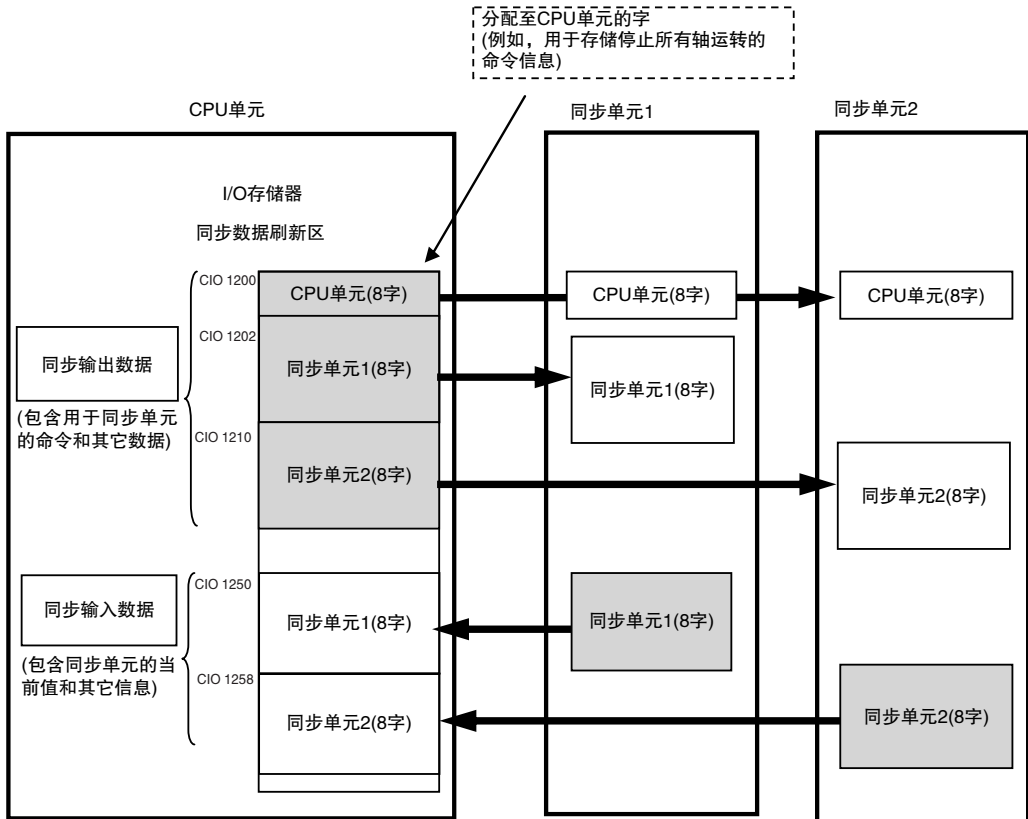 分配至CPU单元的字
(例如，用于存储停止所有轴运转的
命令信息)
CPU单元
同步单元1
同步单元2
I/O存储器
同步数据刷新区
CIO 1200
CPU单元(8字)
CPU单元(8字)
CPU单元(8字)
CIO 1202
同步输出数据
同步单元1(8字)
同步单元1(8字)
(包含用于同步单元
的命令和其它数据)
CIO 1210
同步单元2(8字)
同步单元2(8字)
CIO 1250
同步输入数据
同步单元1(8字)
同步单元1(8字)
(包含同步单元的当
前值和其它信息)
CIO 1258
同步单元2(8字)
同步单元2(8字)